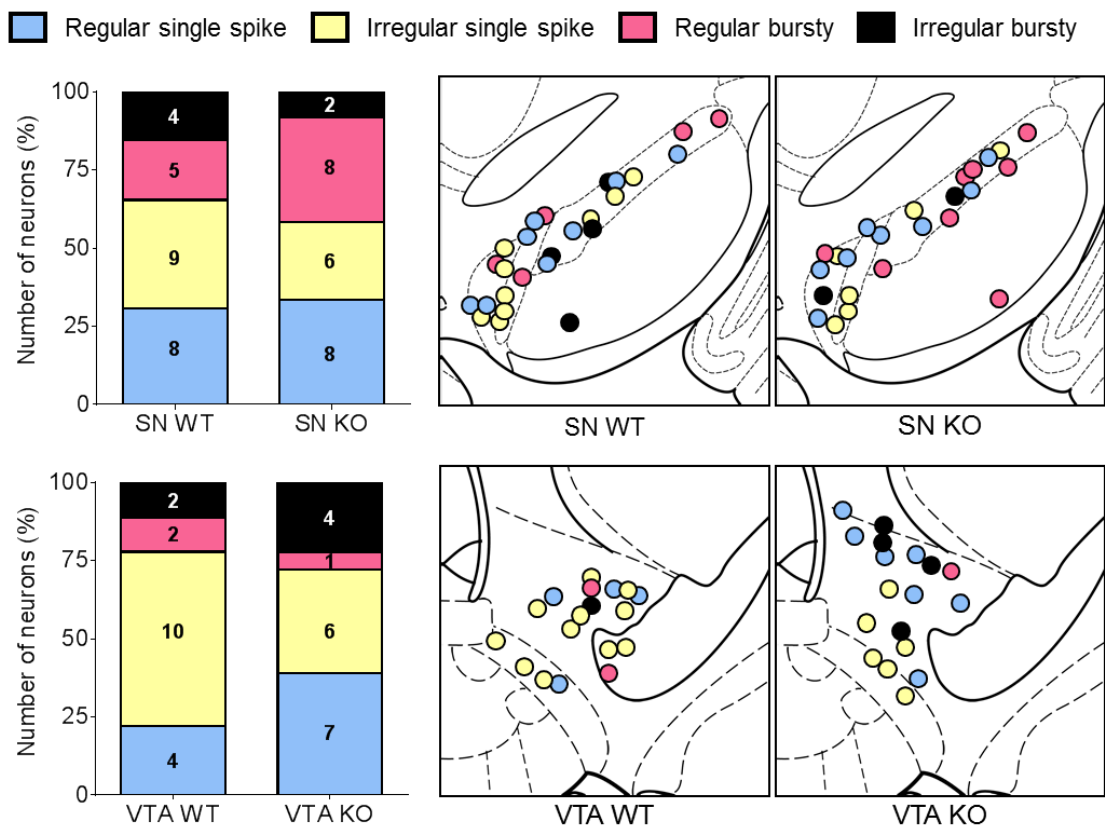 Regular single spike Irregular single spike Regular bursty Irregular bursty
Number of neurons (%)
100
75
50
25
0
4
5
9
8
2
8
6
8
SN WT SN KO
SN WT
SN KO
Number of neurons (%)
100
75
50
25
0
2
2
10
4
4
1
6
7
VTA WT VTA KO
VTA WT
VTA KO